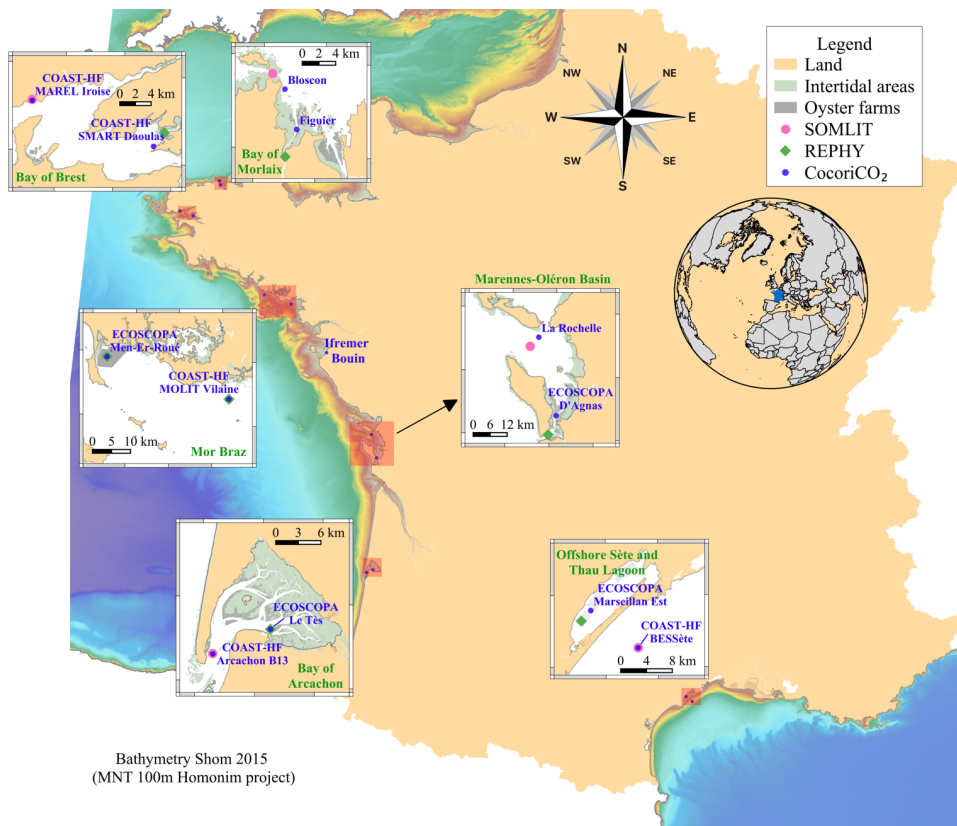 COAST-HF
MAREL Iroise
0 2 4 km
COAST-HF
SMART Daoulas
Bay of Brest
0 2 4 km
Bloscon
Figuier
Bay of
Morlaix
N
NW
NE
W
E
SW
SE
S
Legend
Land
Intertidal areas
Oyster farms
SOMLIT
REPHY
CocoriCO₂
ECOSCOPA
Men-Er-Roué
COAST-HF
MOLIT Vilaine
0 5 10 km
Mor Braz
Ifremer
Bouin
Marennes-Oléron Basin
La Rochelle
ECOSCOPA
D'Agnas
0 6 12 km
0 3 6 km
ECOSCOPA
Le Tès
COAST-HF
Arcachon B13
Bay of
Arcachon
Offshore Sète and
Thau Lagoon
ECOSCOPA
Marseillan Est
COAST-HF
BESSète
0 4 8 km
Bathymetry Shom 2015
(MNT 100m Homonim project)